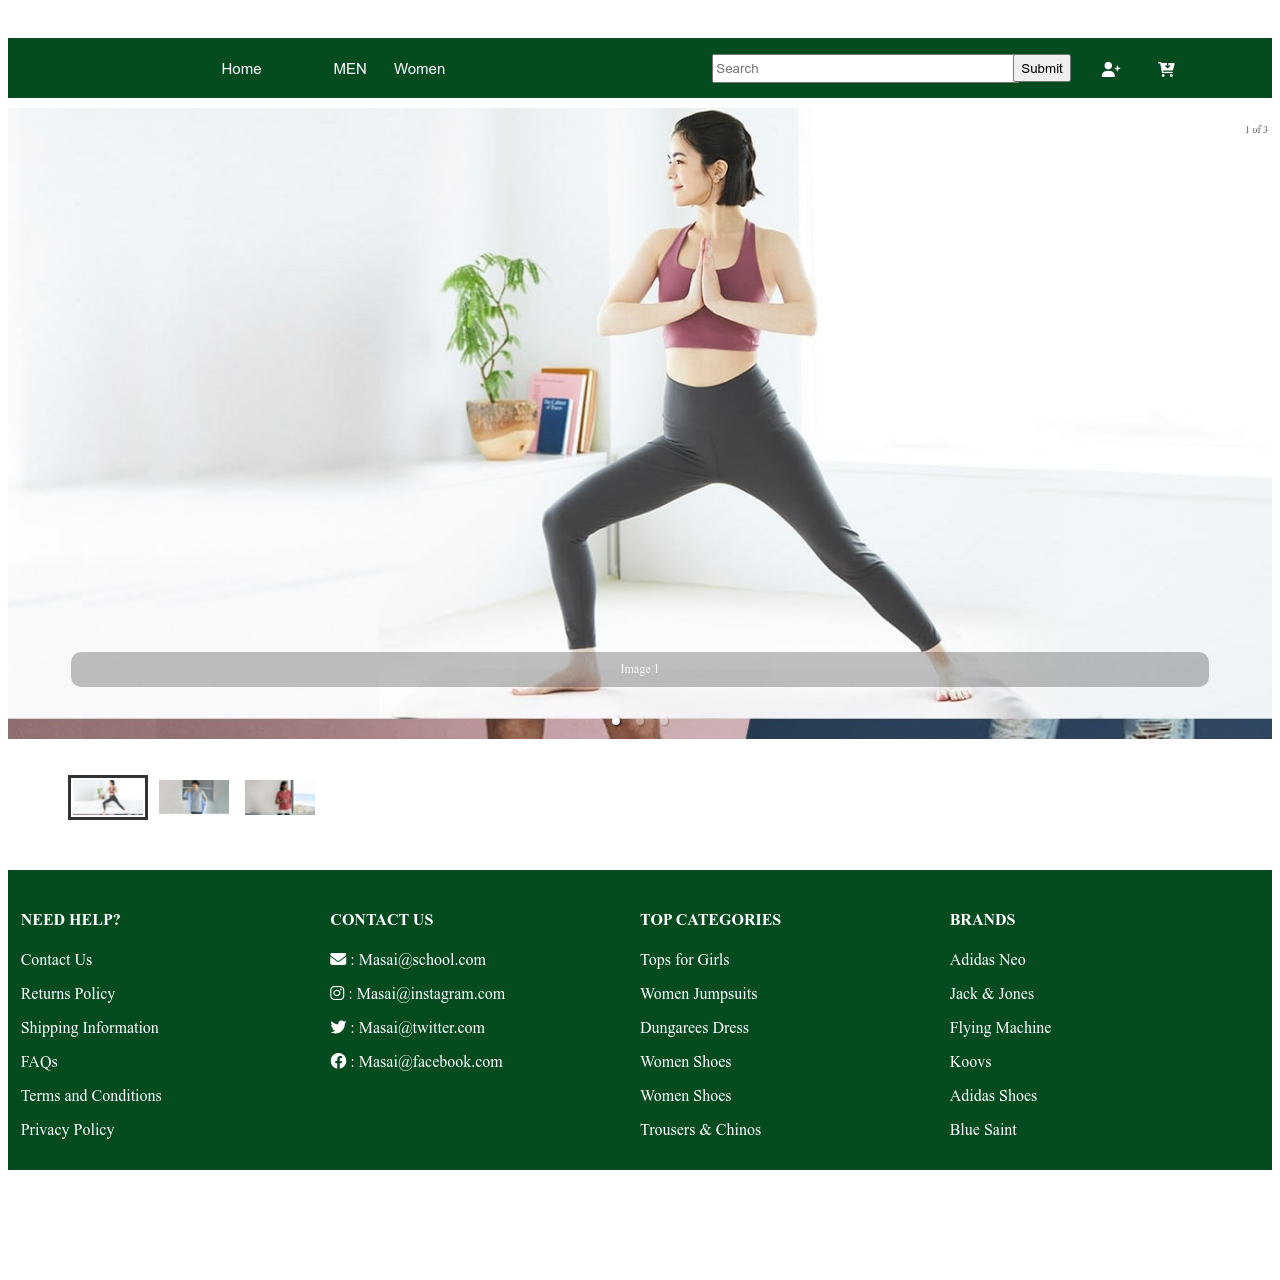 Home MEN Women Search Submit
1 of 3
The Cabinet
of
Image 1
NEED HELP?
Contact Us
Returns Policy
Shipping Information
FAQs
Terms and Conditions
Privacy Policy
CONTACT US
: Masai@school.com
: Masai@instagram.com
: Masai@twitter.com
: Masai@facebook.com
TOP CATEGORIES
Tops for Girls
Women Jumpsuits
Dungarees Dress
Women Shoes
Women Shoes
Trousers & Chinos
BRANDS
Adidas Neo
Jack & Jones
Flying Machine
Koovs
Adidas Shoes
Blue Saint